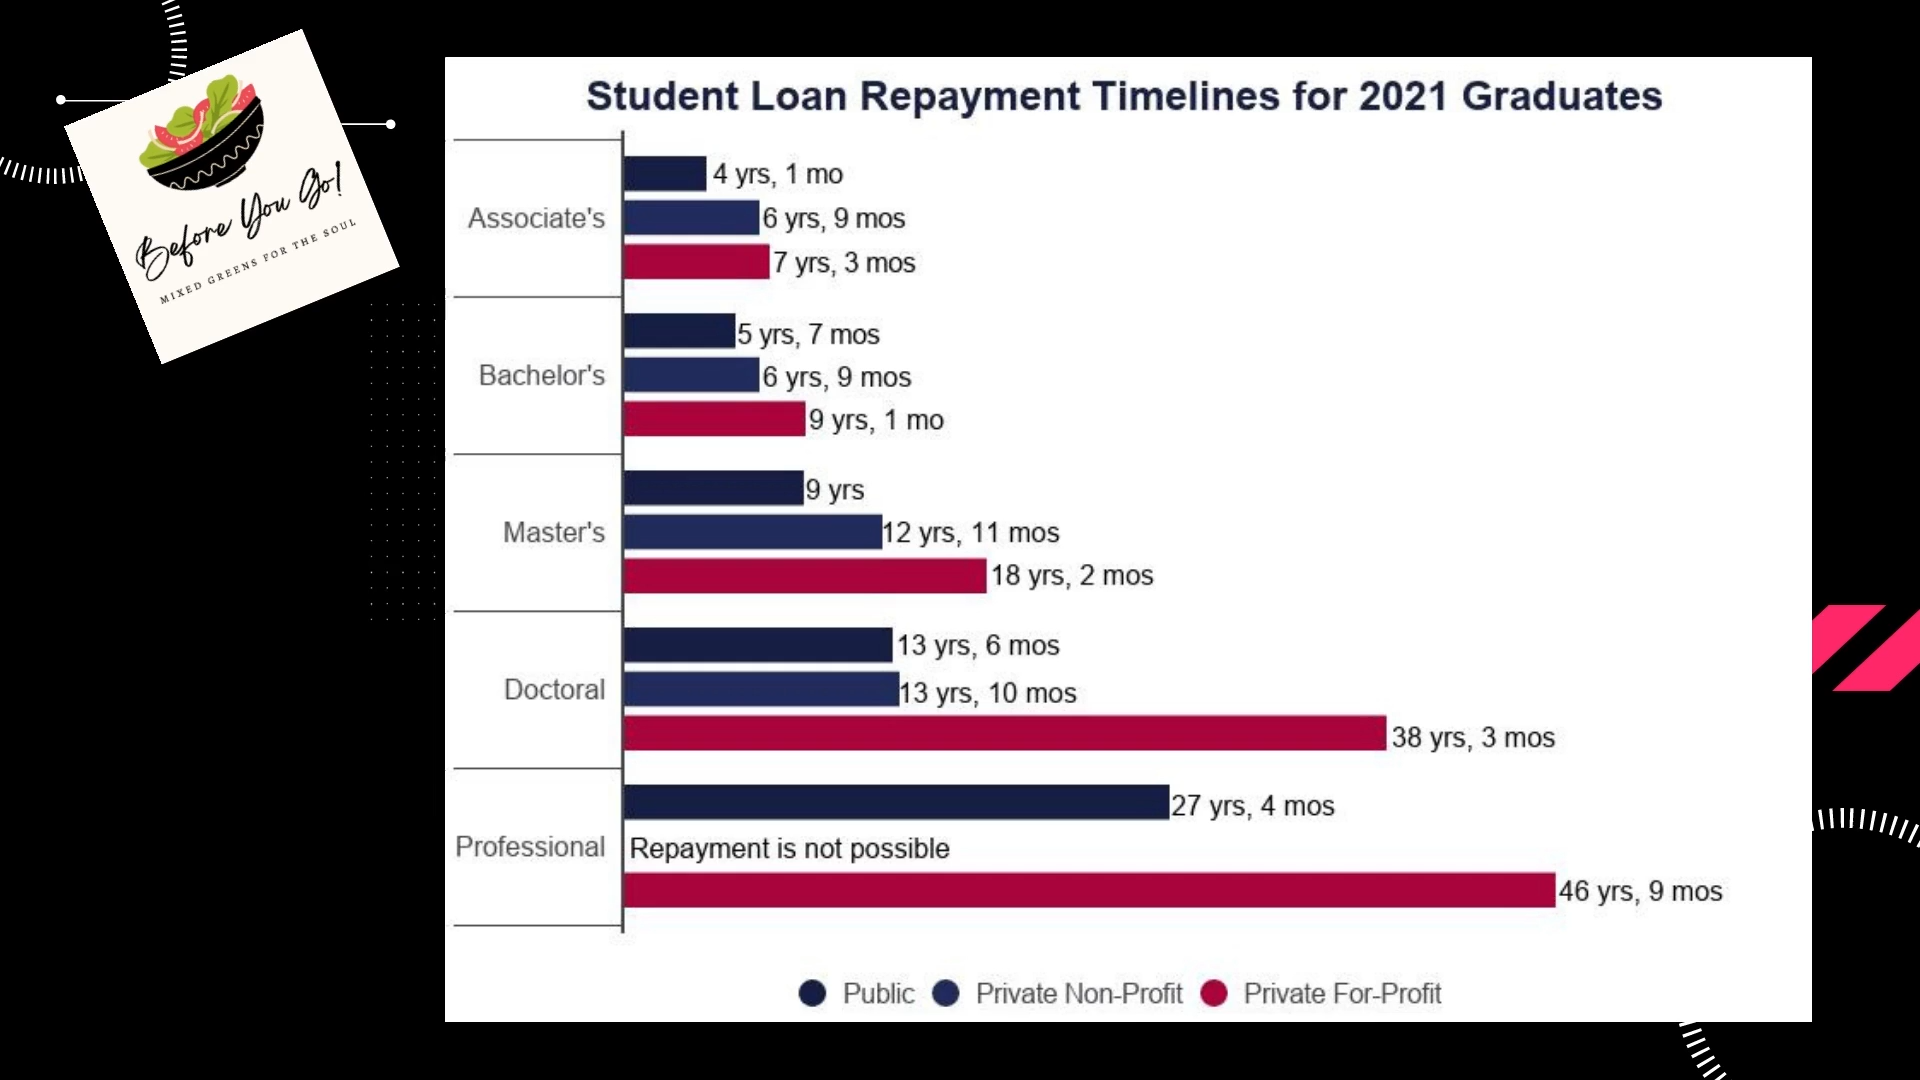 Before You Go!
MIXED GREENS FOR THE SOUL
Student Loan Repayment Timelines for 2021 Graduates
Associate's
4 yrs, 1 mo
6 yrs, 9 mos
7 yrs, 3 mos
Bachelor's
5 yrs, 7 mos
6 yrs, 9 mos
9 yrs, 1 mo
Master's
9 yrs
12 yrs, 11 mos
18 yrs, 2 mos
Doctoral
13 yrs, 6 mos
13 yrs, 10 mos
38 yrs, 3 mos
Professional
27 yrs, 4 mos
Repayment is not possible
46 yrs, 9 mos
Public Private Non-Profit Private For-Profit